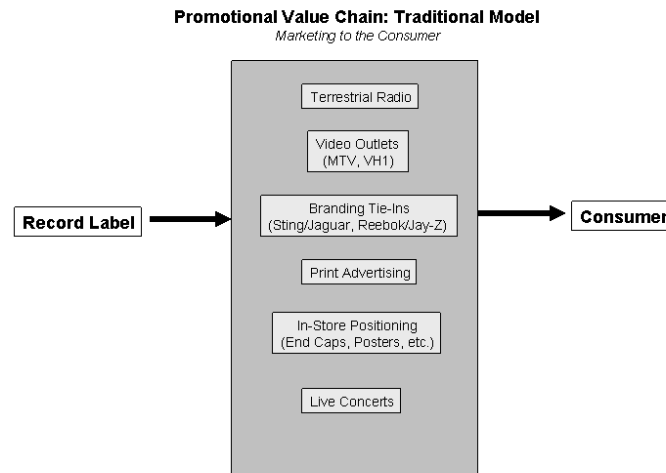 Promotional Value Chain: Traditional Model
Marketing to the Consumer
Terrestrial Radio
Video Outlets
(MTV, VH1)
Record Label
Branding Tie-Ins
(Sting/Jaguar, Reebok/Jay-Z)
Consumer
Print Advertising
In-Store Positioning
(End Caps, Posters, etc.)
Live Concerts